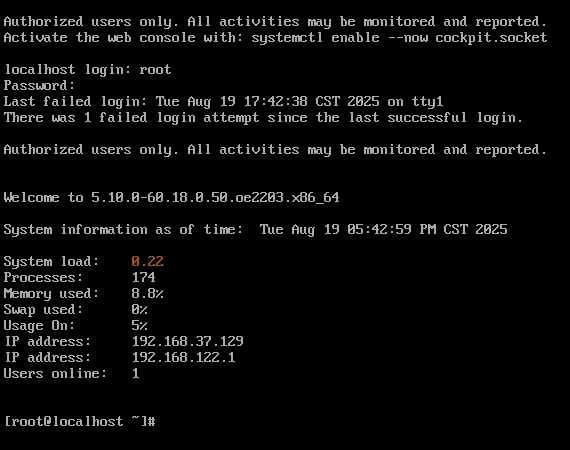 Authorized users only. All activities may be monitored and reported.
Activate the web console with: systemctl enable --now cockpit.socket
localhost login: root
Password:
Last failed login: Tue Aug 19 17:42:38 CST 2025 on tty1
There was 1 failed login attempt since the last successful login.
Authorized users only. All activities may be monitored and reported.
Welcome to 5.10.0-60.18.0.50.oe2203.x86_64
System information as of time:  Tue Aug 19 05:42:59 PM CST 2025
System load:    0.22
Processes:      174
Memory used:    8.8%
Swap used:      0%
Usage On:       5%
IP address:     192.168.37.129
IP address:     192.168.122.1
Users online:   1
[root@localhost ~]#